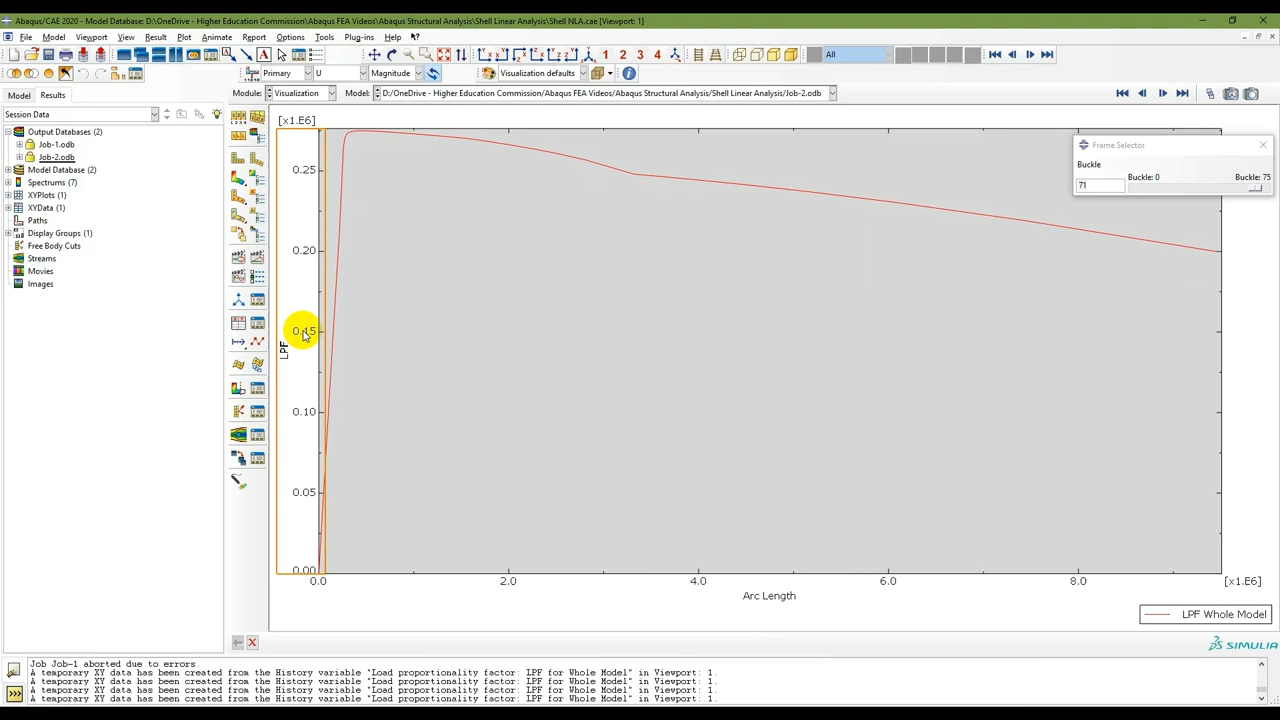 Abaqus/CAE 2020 - Model Database: D:\OneDrive - Higher Education Commission\Abaqus FEA Videos\Abaqus Structural Analysis\Shell Linear Analysis\Shell NLA.cae [Viewport: 1]
File Model Viewport View Result Plot Animate Report Options Tools Plug-ins Help
1 2 3 4 All
Primary U Magnitude Visualization defaults
Model Results Module: Visualization Model: D:/OneDrive - Higher Education Commission/Abaqus FEA Videos/Abaqus Structural Analysis/Shell Linear Analysis/Job-2.odb
Session Data
Output Databases (2)
Job-1.odb
Job-2.odb
Model Database (2)
Spectrums (7)
XYPlots (1)
XYData (1)
Paths
Display Groups (1)
Free Body Cuts
Streams
Movies
Images
[x1.E6]
0.25
0.20
0.15
0.10
0.05
0.00
LPF
0.0 2.0 4.0 6.0 8.0 [x1.E6]
Arc Length
LPF Whole Model
Frame Selector
Buckle
Buckle: 0 Buckle: 75
71
SIMULIA
Job Job-1 aborted due to errors.
A temporary XY data has been created from the History variable "Load proportionality factor: LPF for Whole Model" in Viewport: 1.
A temporary XY data has been created from the History variable "Load proportionality factor: LPF for Whole Model" in Viewport: 1.
A temporary XY data has been created from the History variable "Load proportionality factor: LPF for Whole Model" in Viewport: 1.
A temporary XY data has been created from the History variable "Load proportionality factor: LPF for Whole Model" in Viewport: 1.